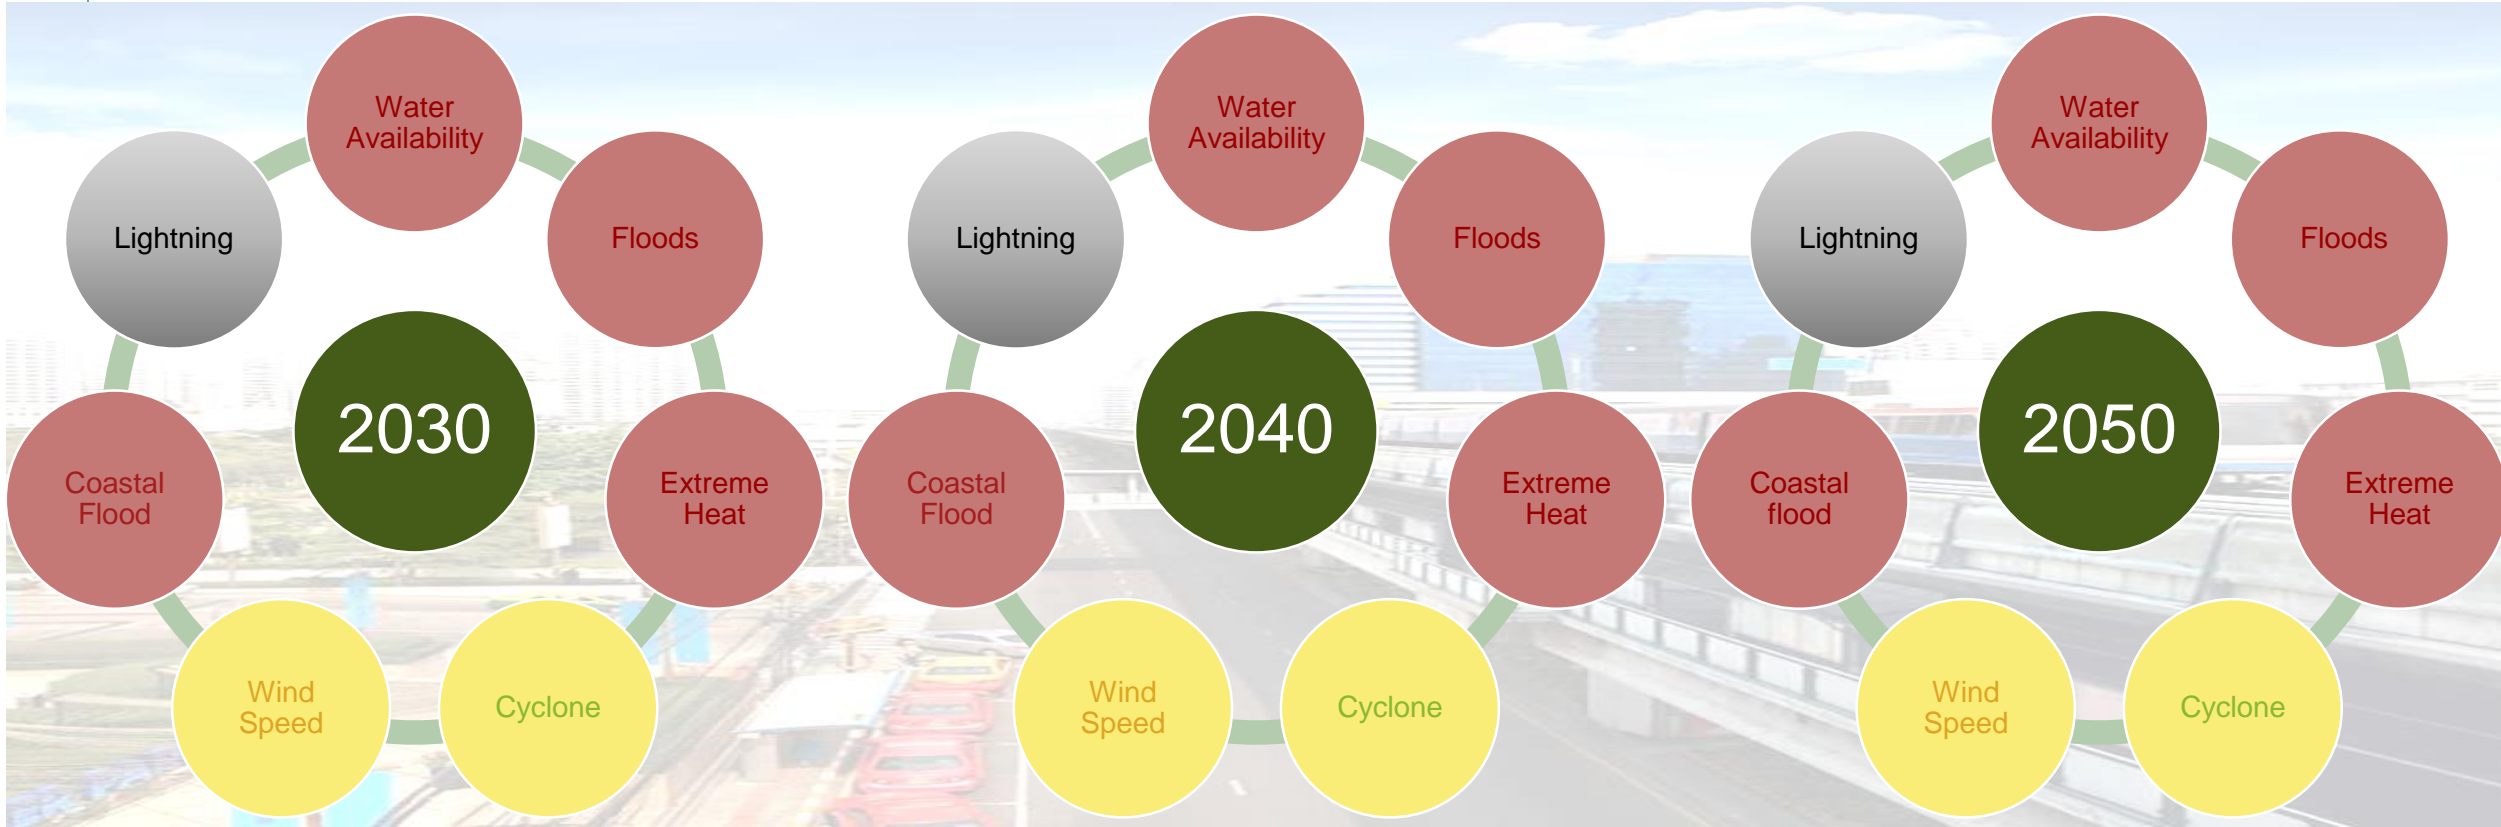 Water
Availability
Floods
Extreme
Heat
Cyclone
Wind
Speed
Coastal
Flood
Lightning
2030
Water
Availability
Floods
Extreme
Heat
Cyclone
Wind
Speed
Coastal
Flood
Lightning
2040
Water
Availability
Floods
Extreme
Heat
Cyclone
Wind
Speed
Coastal
flood
Lightning
2050